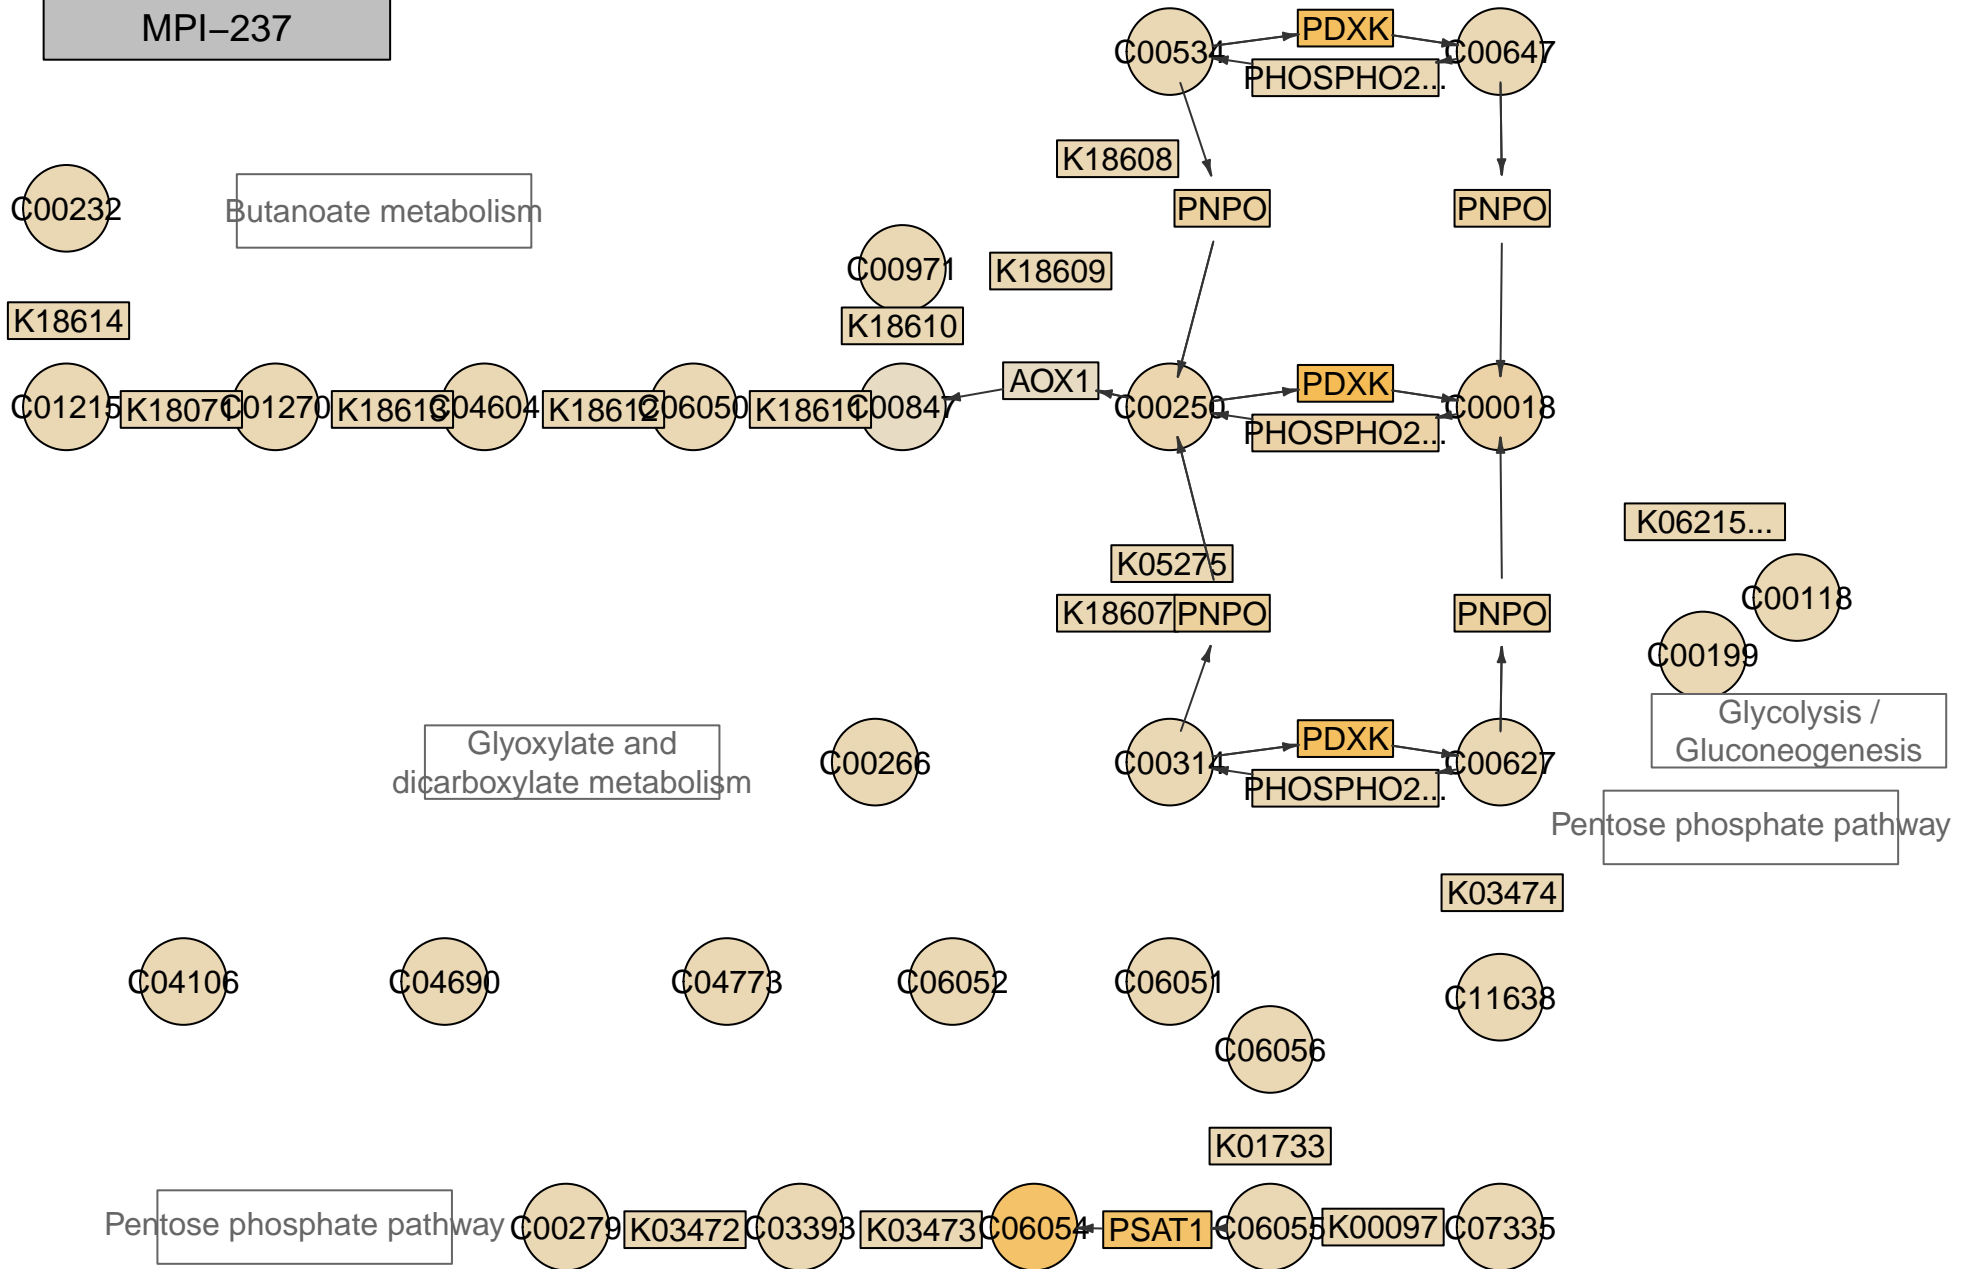 MPI−237
C00534
PDXK
C00647
PHOSPHO2...
K18608
C00232
Butanoate metabolism
PNPO
PNPO
C00971
K18609
K18614
K18610
C01215
K18071
C01270
K18613
C04604
K18612
C06050
K18611
C00847
AOX1
C00250
PDXK
C00018
PHOSPHO2...
K06215...
K05275
C00118
K18607
PNPO
PNPO
C00199
Glycolysis /
Gluconeogenesis
Glyoxylate and
dicarboxylate metabolism
C00266
C00314
PDXK
C00627
PHOSPHO2...
Pentose phosphate pathway
K03474
C04106
C04690
C04773
C06052
C06051
C11638
C06056
K01733
Pentose phosphate pathway
C00279
K03472
C03393
K03473
C06054
PSAT1
C06055
K00097
C07335